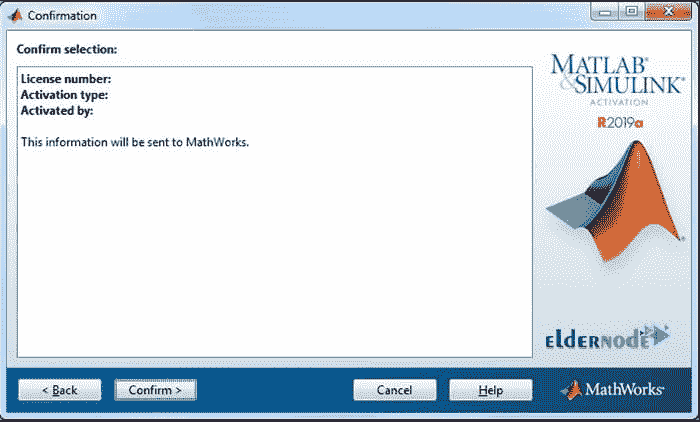 Confirmation
Confirm selection:
License number:
Activation type:
Activated by:
This information will be sent to MathWorks.
MATLAB®
&SIMULINK®
ACTIVATION
R2019a
ELDERNODE
< Back
Confirm >
Cancel
Help
MathWorks®